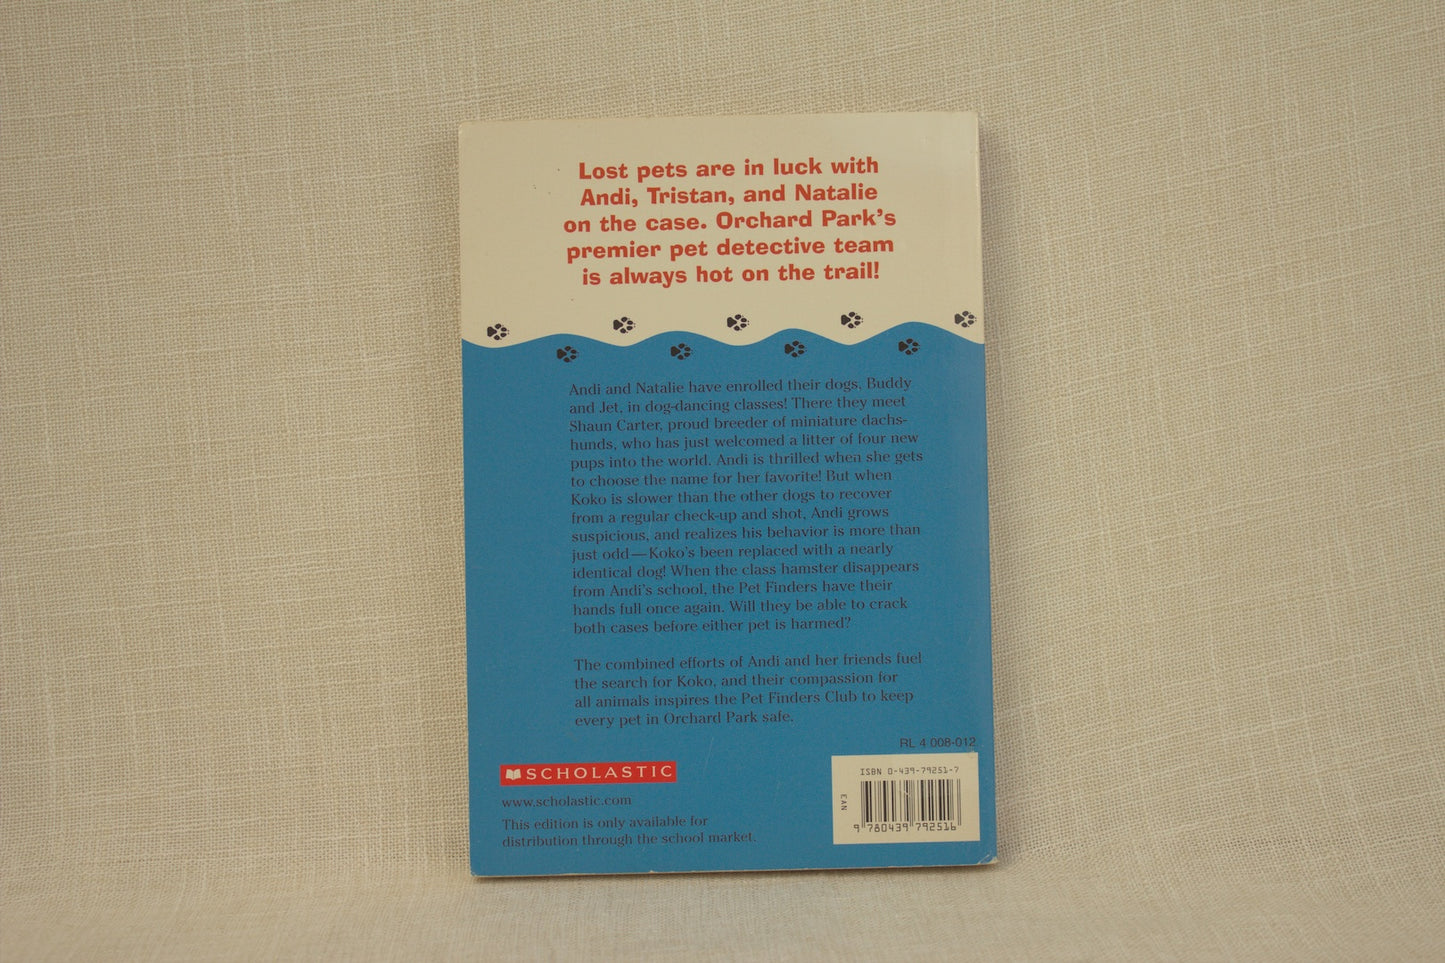 Lost pets are in luck with
Andi, Tristan, and Natalie
on the case. Orchard Park's
premier pet detective team
is always hot on the trail!
Andi and Natalie have enrolled their dogs, Buddy
and Jet, in dog-dancing classes! There they meet
Shaun Carter, proud breeder of miniature dachs-
hunds, who has just welcomed a litter of four new
pups into the world. Andi is thrilled when she gets
to choose the name for her favorite! But when
Koko is slower than the other dogs to recover
from a regular check-up and shot, Andi grows
suspicious, and realizes his behavior is more than
just odd—Koko's been replaced with a nearly
identical dog! When the class hamster disappears
from Andi's school, the Pet Finders have their
hands full once again. Will they be able to crack
both cases before either pet is harmed?
The combined efforts of Andi and her friends fuel
the search for Koko, and their compassion for
all animals inspires the Pet Finders Club to keep
every pet in Orchard Park safe.
RL 4 008-012
SCHOLASTIC
www.scholastic.com
This edition is only available for
distribution through the school market.
ISBN 0-439-79251-7
EAN
9 780439 792516